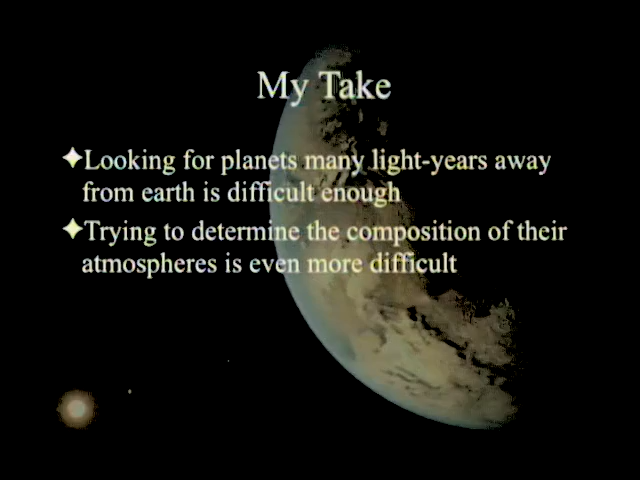 My Take
Looking for planets many light-years away
from earth is difficult enough
Trying to determine the composition of their
atmospheres is even more difficult